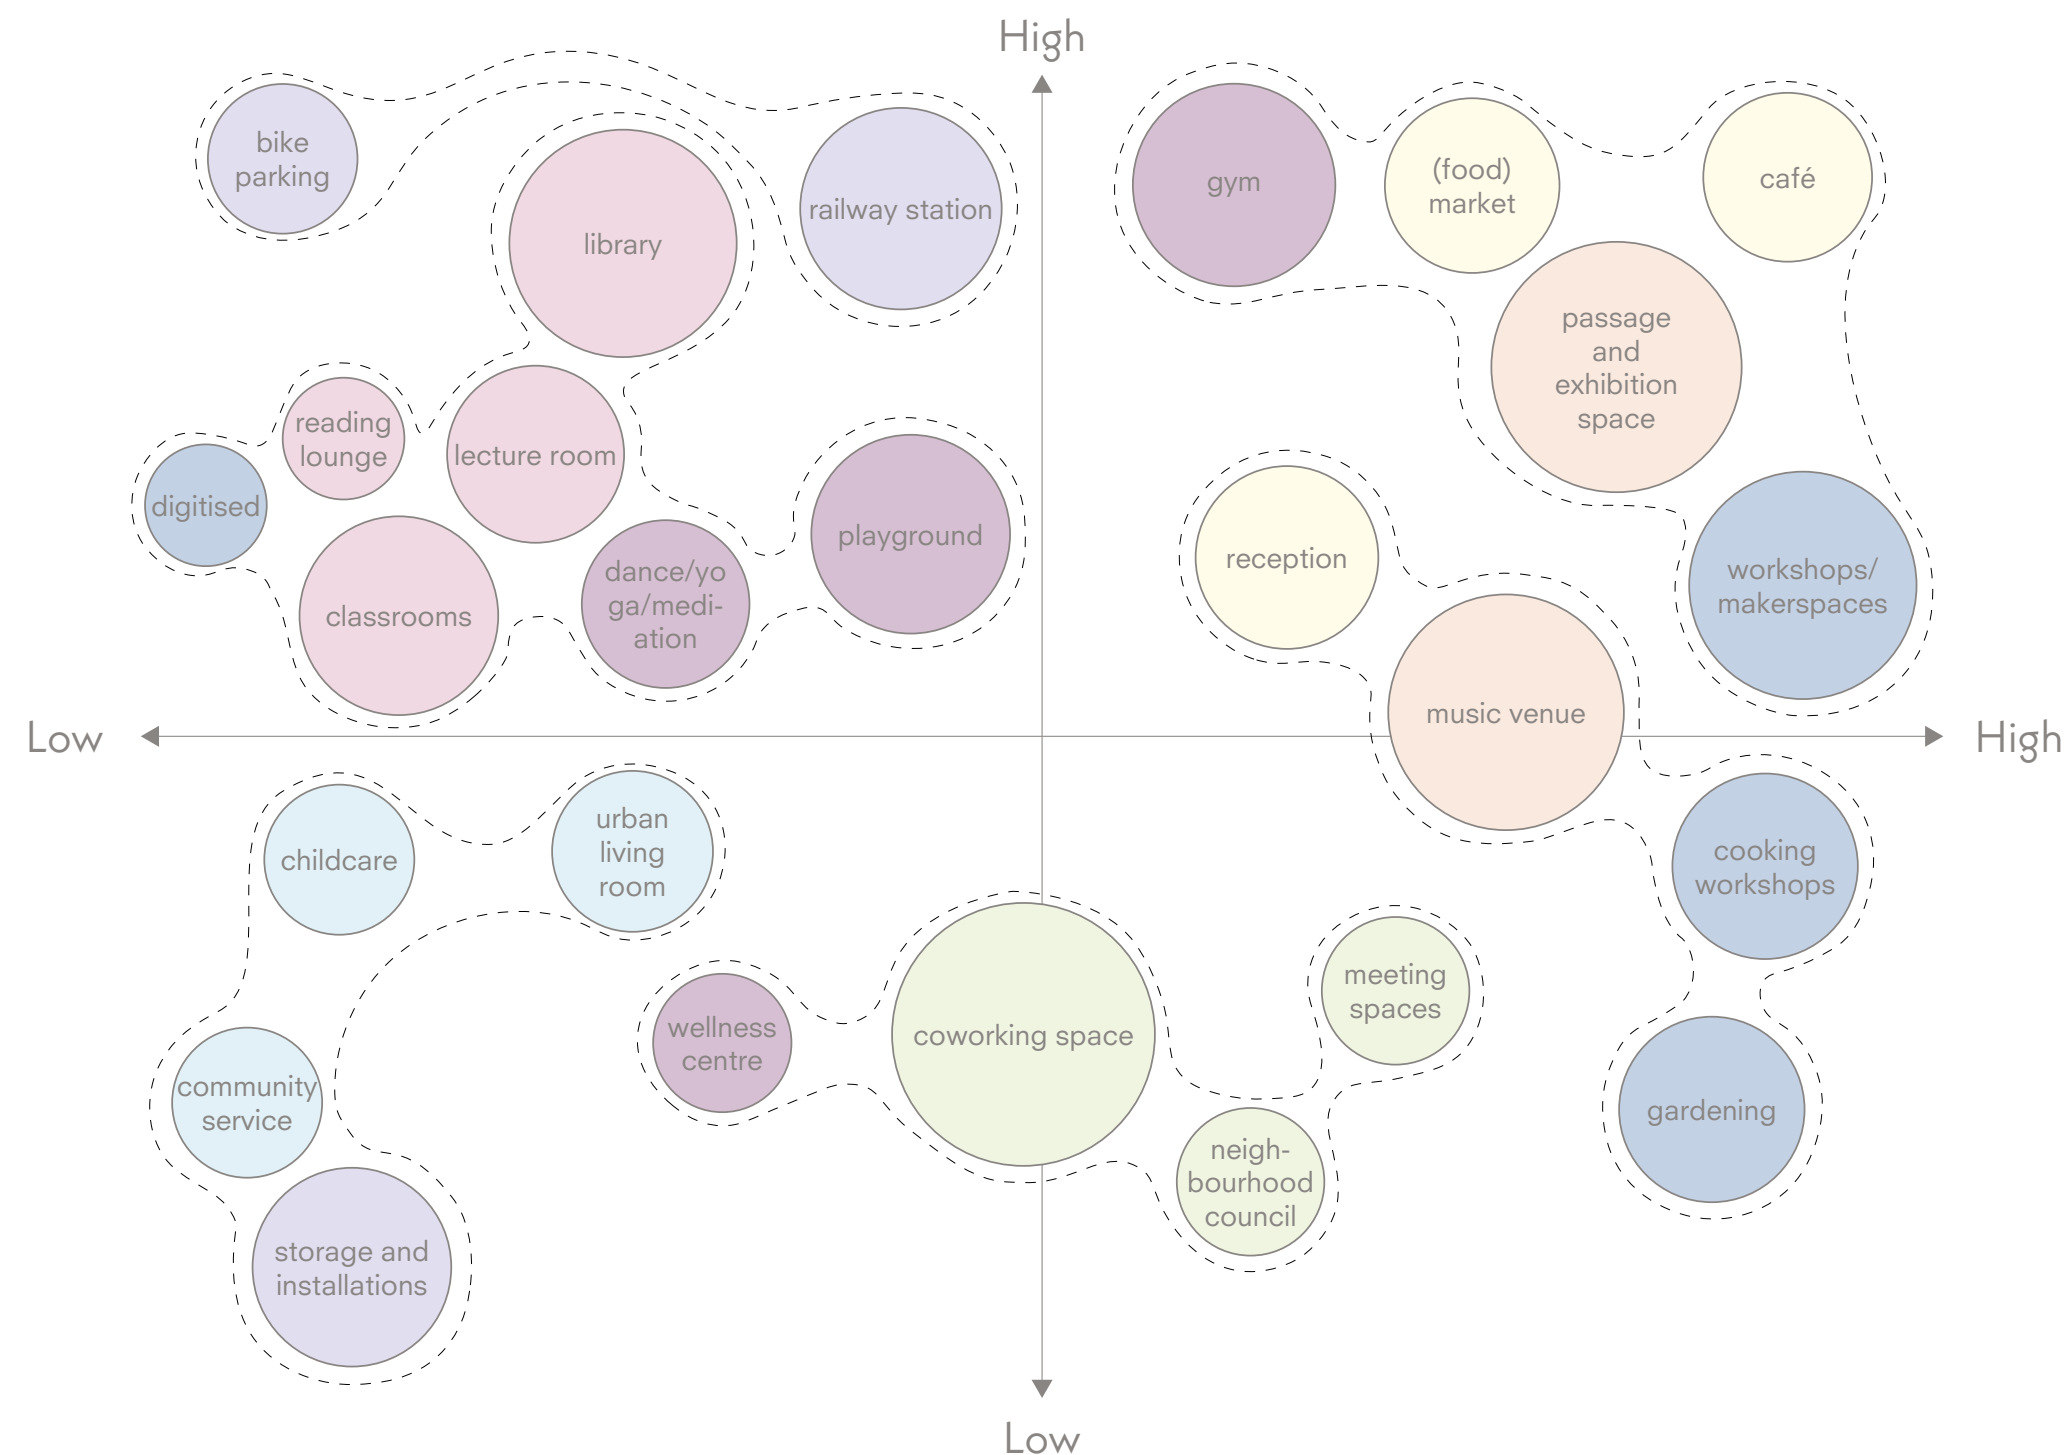 High
bike
parking
railway station
library
reading
lounge
lecture room
digitised
classrooms
dance/yo
ga/medi-
ation
playground
gym
(food)
market
café
passage
and
exhibition
space
reception
workshops/
makerspaces
music venue
Low
High
childcare
urban
living
room
community
service
storage and
installations
wellness
centre
coworking space
meeting
spaces
neigh-
bourhood
council
cooking
workshops
gardening
Low